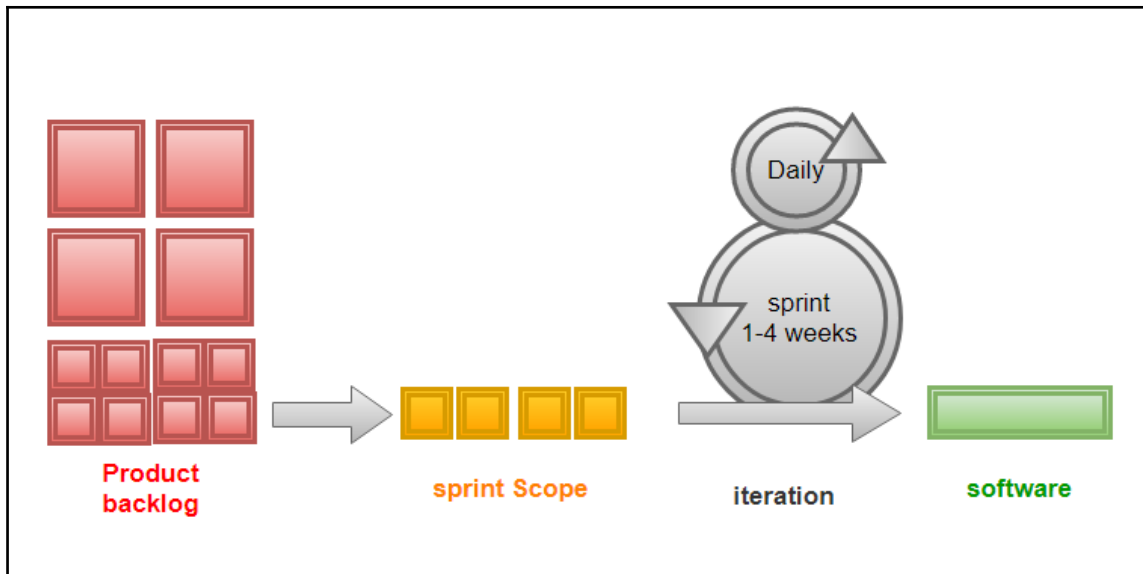 Daily
sprint
1-4 weeks
Product
backlog
sprint Scope
iteration
software